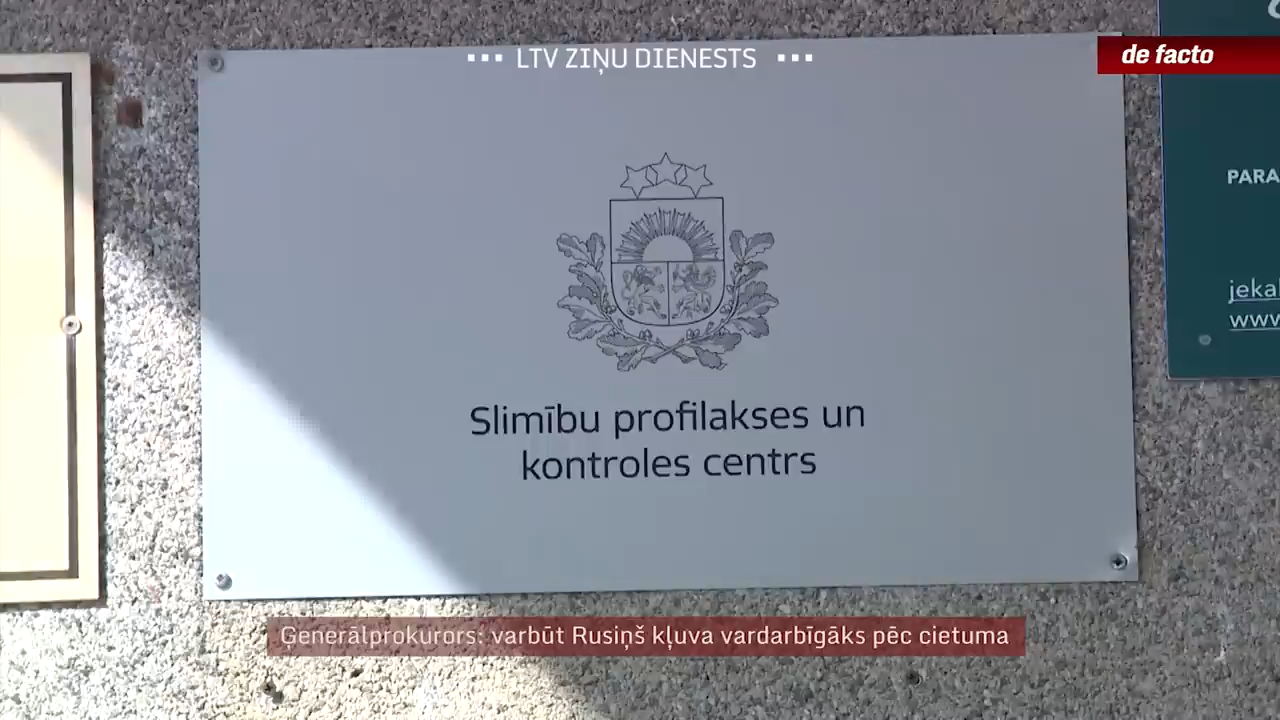 LTV ZIŅU DIENESTS
de facto
PARA
jeka
www
Slimību profilakses un
kontroles centrs
Ģenerālprokurors: varbūt Rusiņš kļuva vardarbīgāks pēc cietuma